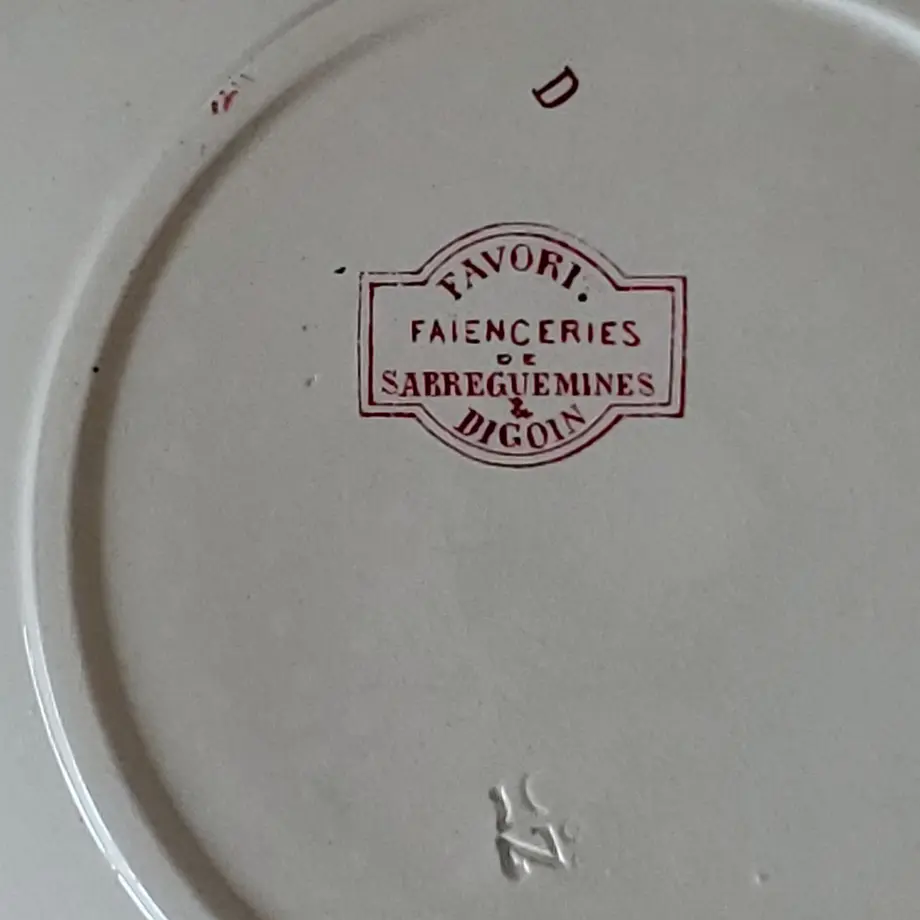 D
FAVORI.
FAIENCERIES
DE
SARREGUEMINES
&
DIGOIN